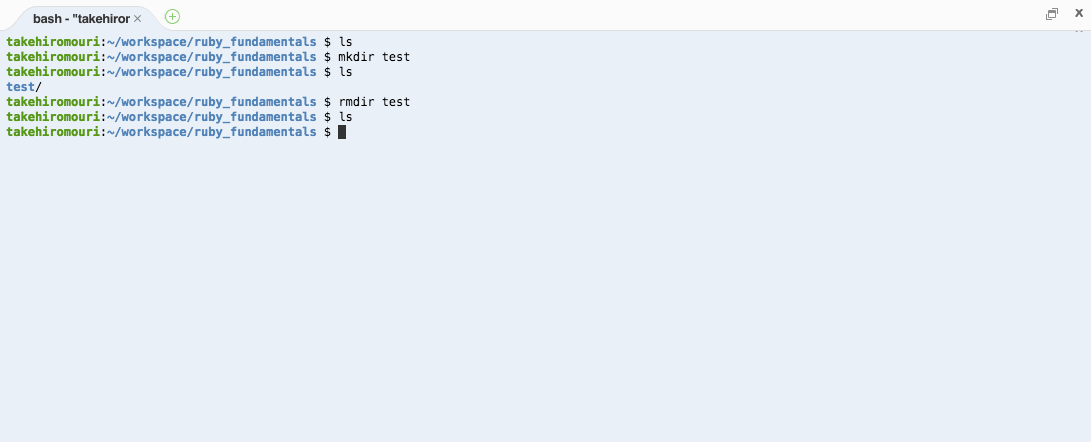 bash - "takehiror
takehiromouri:~/workspace/ruby_fundamentals $ ls
takehiromouri:~/workspace/ruby_fundamentals $ mkdir test
takehiromouri:~/workspace/ruby_fundamentals $ ls
test/
takehiromouri:~/workspace/ruby_fundamentals $ rmdir test
takehiromouri:~/workspace/ruby_fundamentals $ ls
takehiromouri:~/workspace/ruby_fundamentals $